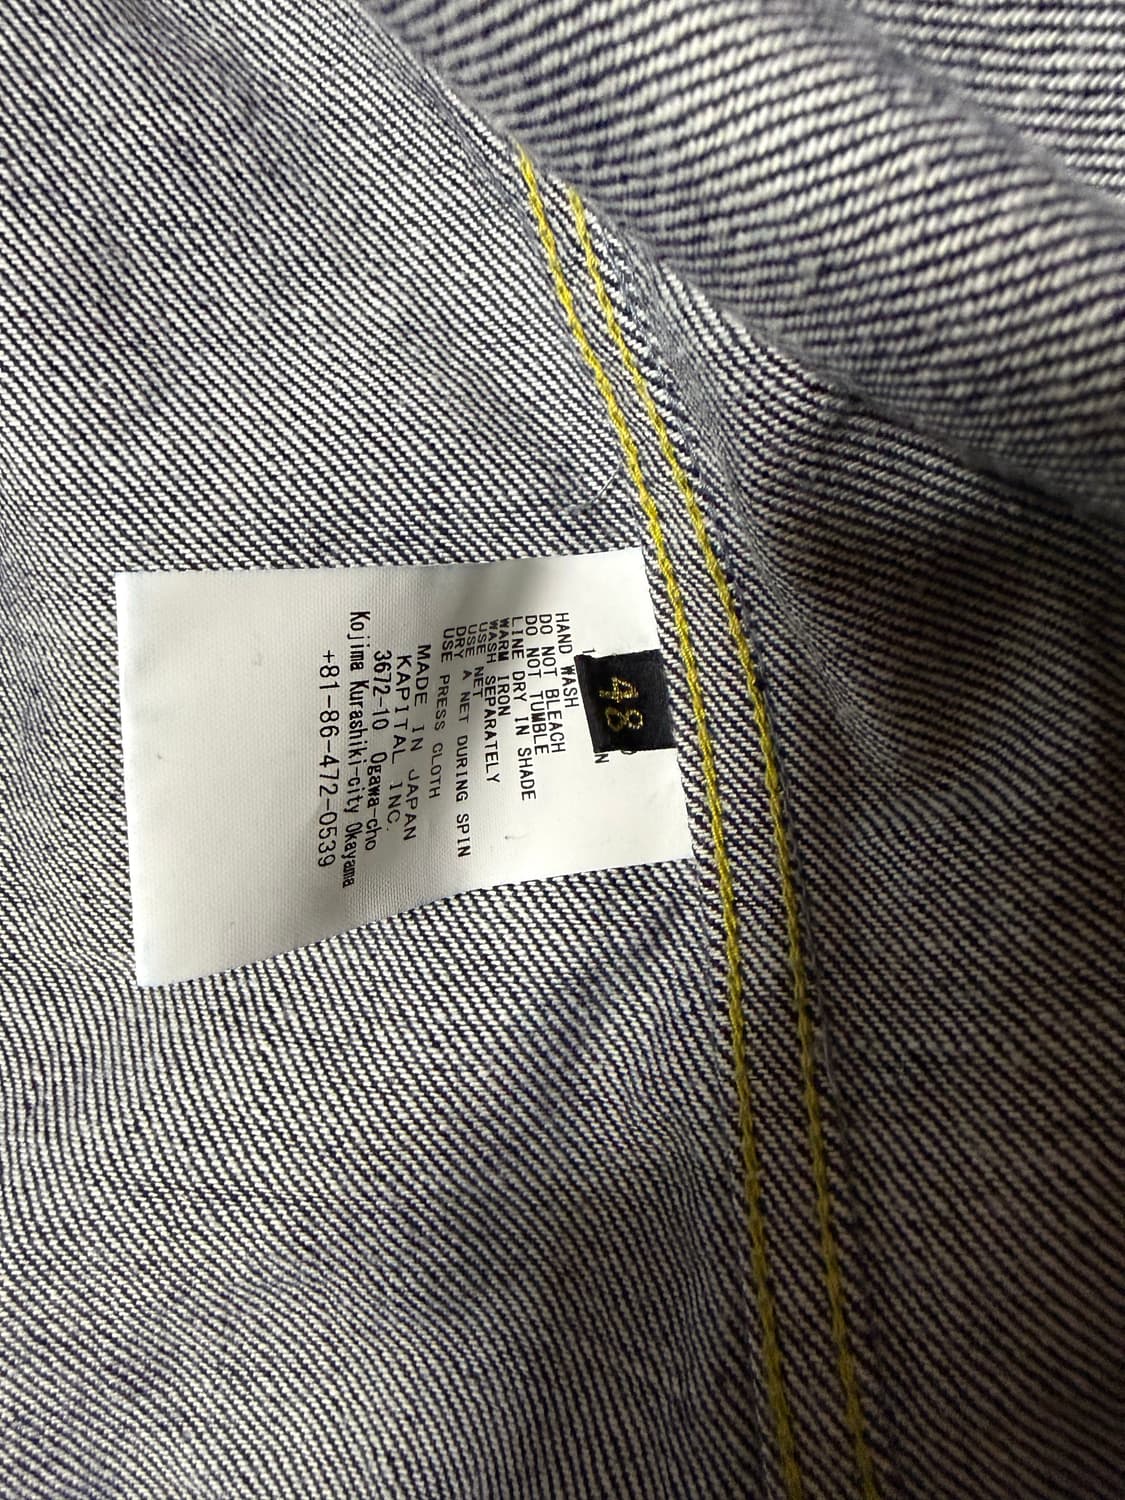 48
HAND WASH
DO NOT BLEACH
DO NOT TUMBLE
LINE DRY IN SHADE
WARM IRON
WASH SEPARATELY
USE NET
USE A NET DURING SPIN
DRY
USE PRESS CLOTH
MADE IN JAPAN
KAPITAL INC.
3672-10 Ogawa-cho
Kojima Kurashiki-city Okayama
+81-86-472-0539